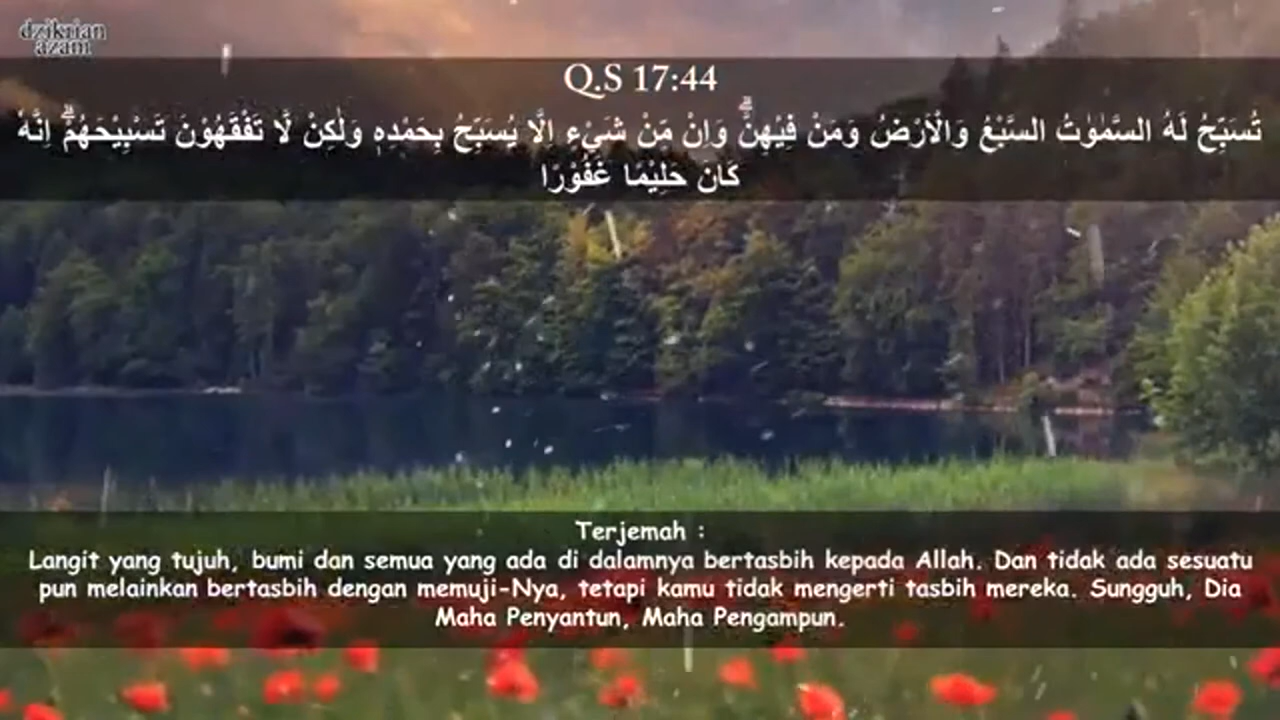 dzikrian
azam
Q.S 17:44
تُسَبِّحُ لَهُ السَّمٰوٰتُ السَّبْعُ وَالْاَرْضُ وَمَنْ فِيْهِنَّۗ وَاِنْ مِّنْ شَيْءٍ اِلَّا يُسَبِّحُ بِحَمْدِهٖ وَلٰكِنْ لَّا تَفْقَهُوْنَ تَسْبِيْحَهُمْۗ اِنَّهٗ
كَانَ حَلِيْمًا غَفُوْرًا
Terjemah :
Langit yang tujuh, bumi dan semua yang ada di dalamnya bertasbih kepada Allah. Dan tidak ada sesuatu
pun melainkan bertasbih dengan memuji-Nya, tetapi kamu tidak mengerti tasbih mereka. Sungguh, Dia
Maha Penyantun, Maha Pengampun.